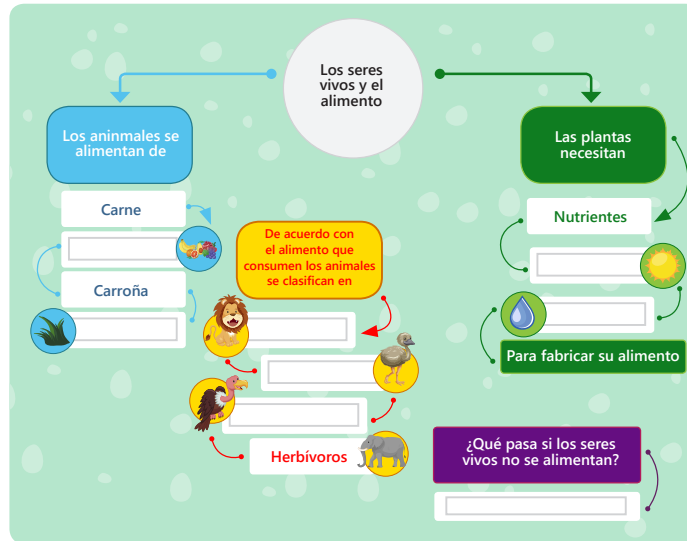 Los seres
vivos y el
alimento
Los aninmales se
alimentan de
Carne
Carroña
De acuerdo con
el alimento que
consumen los animales
se clasifican en
Herbívoros
Las plantas
necesitan
Nutrientes
Para fabricar su alimento
¿Qué pasa si los seres
vivos no se alimentan?